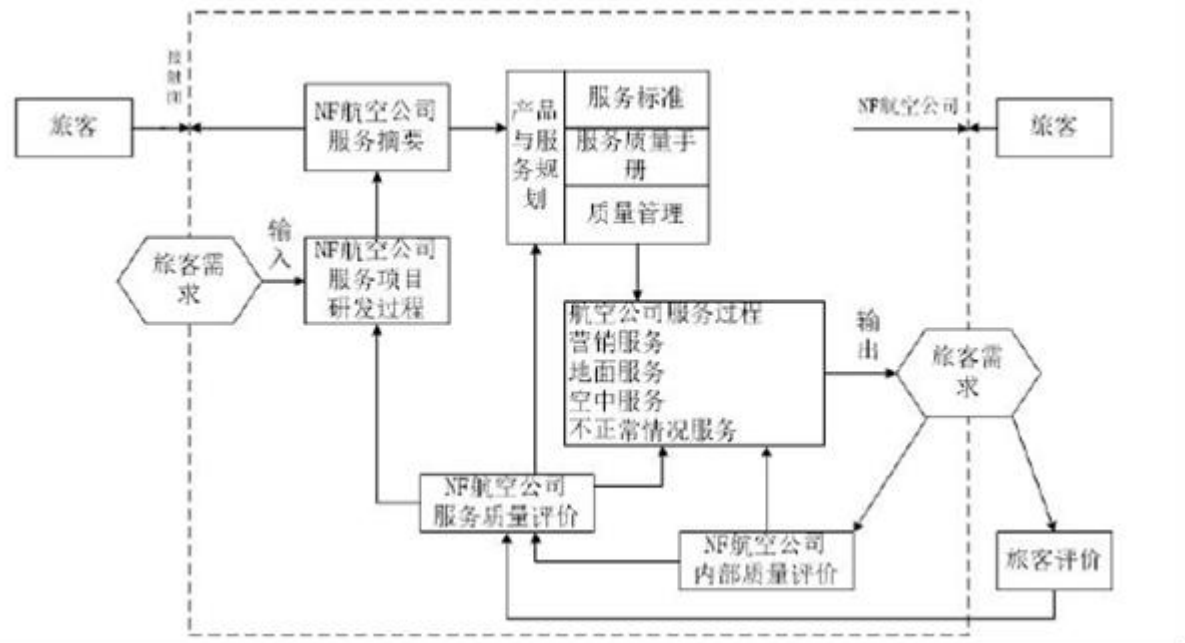 接触面
旅客
NF航空公司
服务摘要
产品
与服
务规
划
服务标准
服务质量手
册
质量管理
NF航空公司
旅客
旅客需
求
输
入
NF航空公司
服务项目
研发过程
航空公司服务过程
营销服务
地面服务
空中服务
不正常情况服务
输
出
旅客需
求
NF航空公司
服务质量评价
NF航空公司
内部质量评价
旅客评价